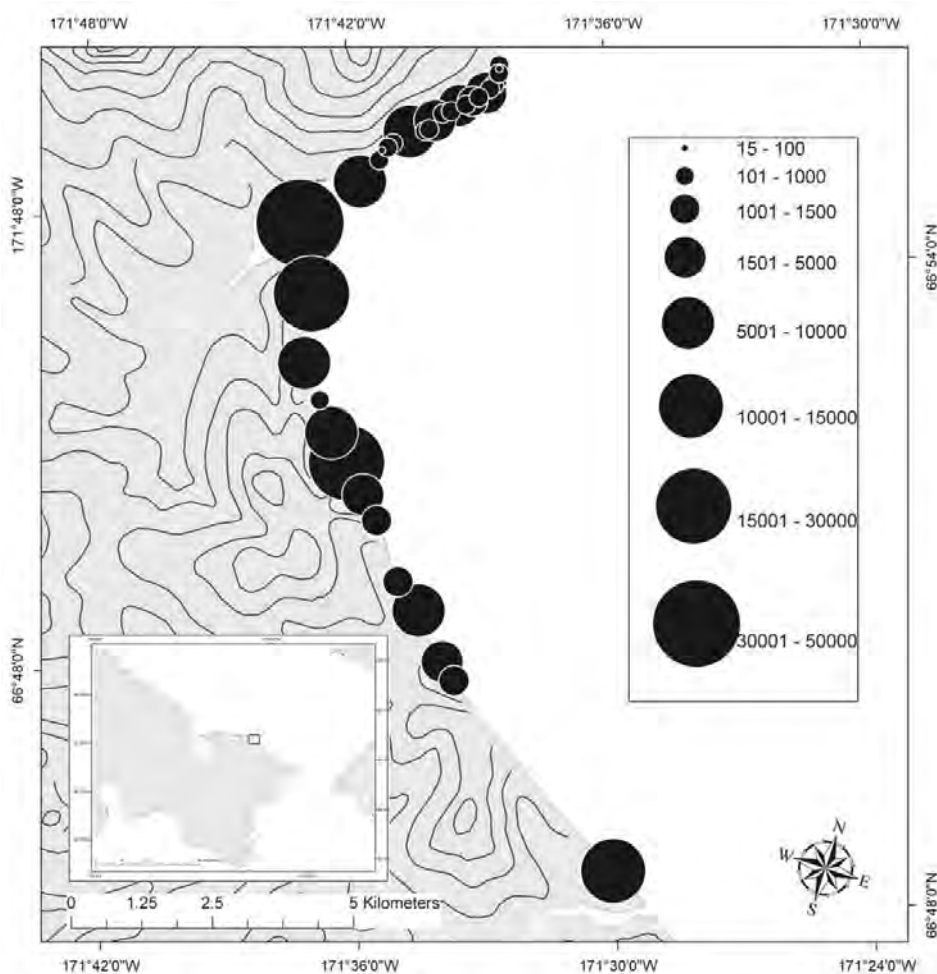 171°48'0"W 171°42'0"W 171°36'0"W 171°30'0"W
171°48'0"W
66°54'0"N
15 - 100
101 - 1000
1001 - 1500
1501 - 5000
5001 - 10000
10001 - 15000
15001 - 30000
30001 - 50000
66°48'0"N
N
W
E
S
0 1.25 2.5 5 Kilometers
66°48'0"N
171°42'0"W 171°36'0"W 171°30'0"W 171°24'0"W